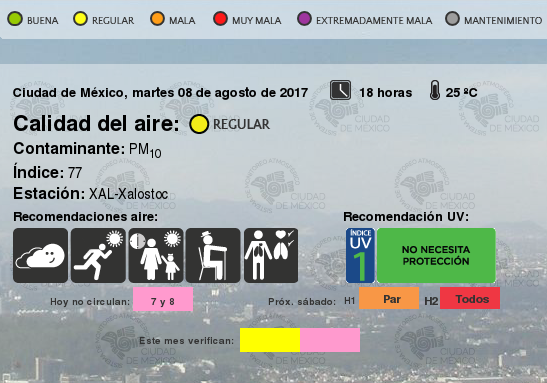 BUENA REGULAR MALA MUY MALA EXTREMADAMENTE MALA MANTENIMIENTO
Ciudad de México, martes 08 de agosto de 2017 18 horas 25 ºC
Calidad del aire: REGULAR
Contaminante: PM10
Índice: 77
Estación: XAL-Xalostoc
Recomendaciones aire: Recomendación UV:
ÍNDICE
UV
1
NO NECESITA
PROTECCIÓN
Hoy no circulan: 7 y 8 Próx. sábado: H1 Par H2 Todos
Este mes verifican:
CIUDAD
DE MÉXICO